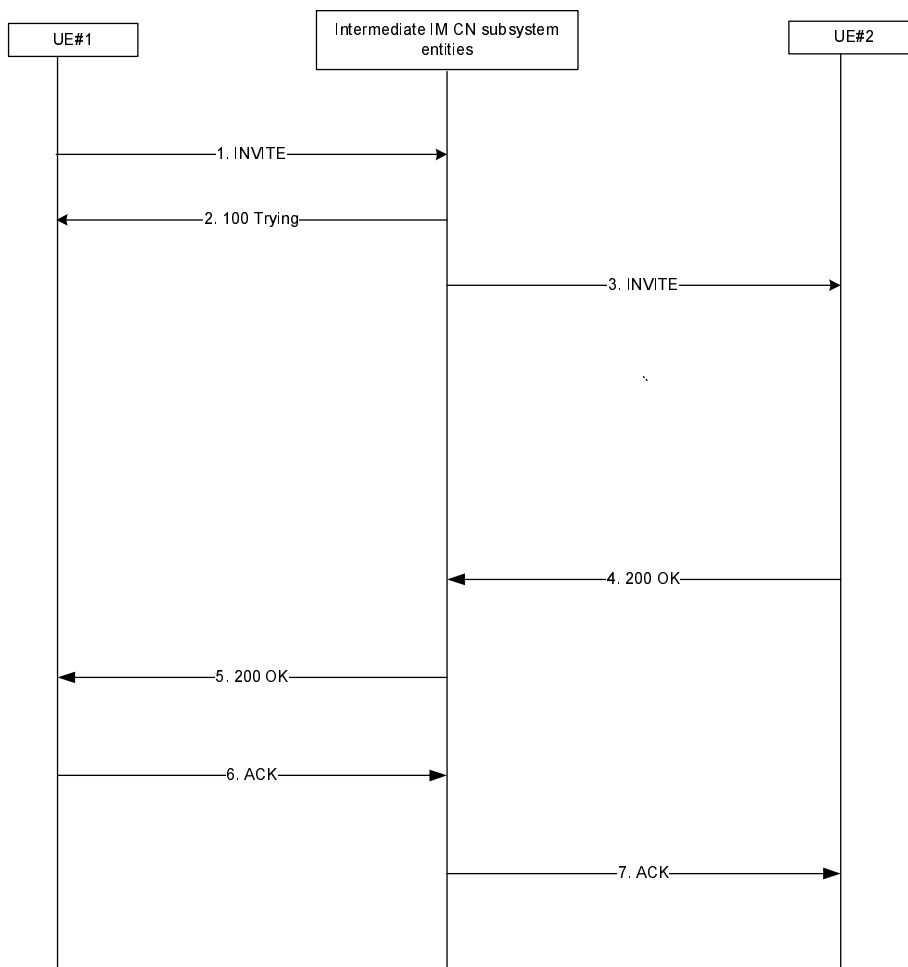 UE#1
Intermediate IM CN subsystem
entities
UE#2
1. INVITE
2. 100 Trying
3. INVITE
4. 200 OK
5. 200 OK
6. ACK
7. ACK